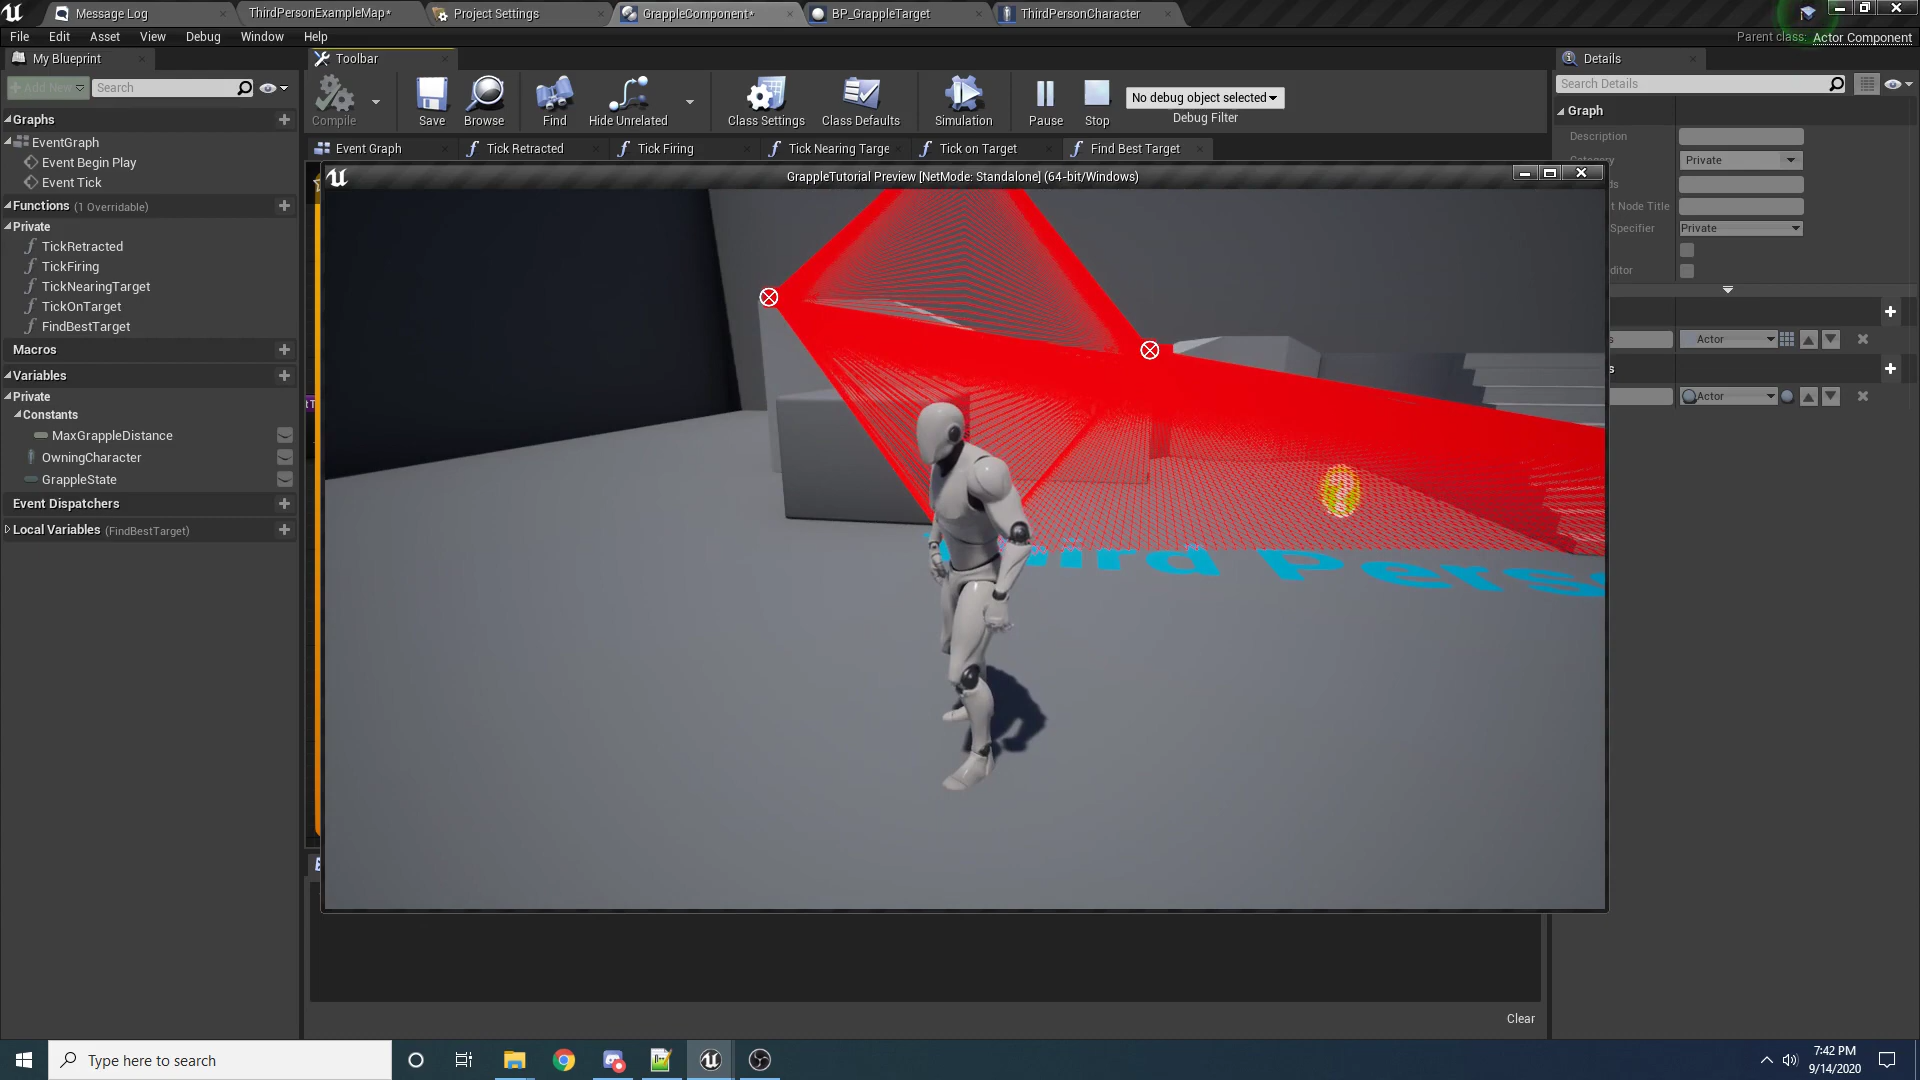 Message Log
ThirdPersonExampleMap*
Project Settings
GrappleComponent*
BP_GrappleTarget
ThirdPersonCharacter
File Edit Asset View Debug Window Help
Parent class: Actor Component
My Blueprint
Toolbar
Details
Add New
Search
Search Details
Compile
Save
Browse
Find
Hide Unrelated
Class Settings
Class Defaults
Simulation
Pause
Stop
No debug object selected
Debug Filter
Graph
Description
Private
t Node Title
Specifier
Private
ditor
Actor
Actor
Graphs
EventGraph
Event Begin Play
Event Tick
Functions (1 Overridable)
Private
TickRetracted
TickFiring
TickNearingTarget
TickOnTarget
FindBestTarget
Macros
Variables
Private
Constants
MaxGrappleDistance
OwningCharacter
GrappleState
Event Dispatchers
Local Variables (FindBestTarget)
Event Graph
Tick Retracted
Tick Firing
Tick Nearing Targe
Tick on Target
Find Best Target
GrappleTutorial Preview [NetMode: Standalone] (64-bit/Windows)
ird Perso
Clear
Type here to search
7:42 PM
9/14/2020